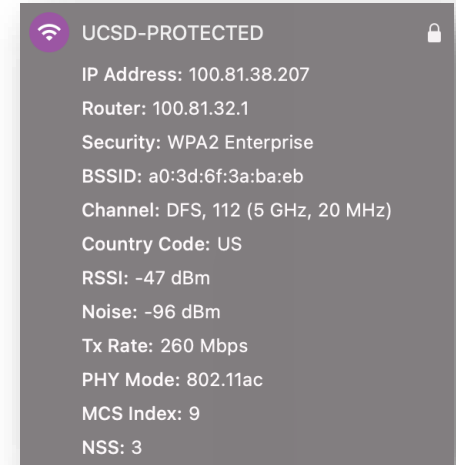 UCSD-PROTECTED
IP Address: 100.81.38.207
Router: 100.81.32.1
Security: WPA2 Enterprise
BSSID: a0:3d:6f:3a:ba:eb
Channel: DFS, 112 (5 GHz, 20 MHz)
Country Code: US
RSSI: -47 dBm
Noise: -96 dBm
Tx Rate: 260 Mbps
PHY Mode: 802.11ac
MCS Index: 9
NSS: 3